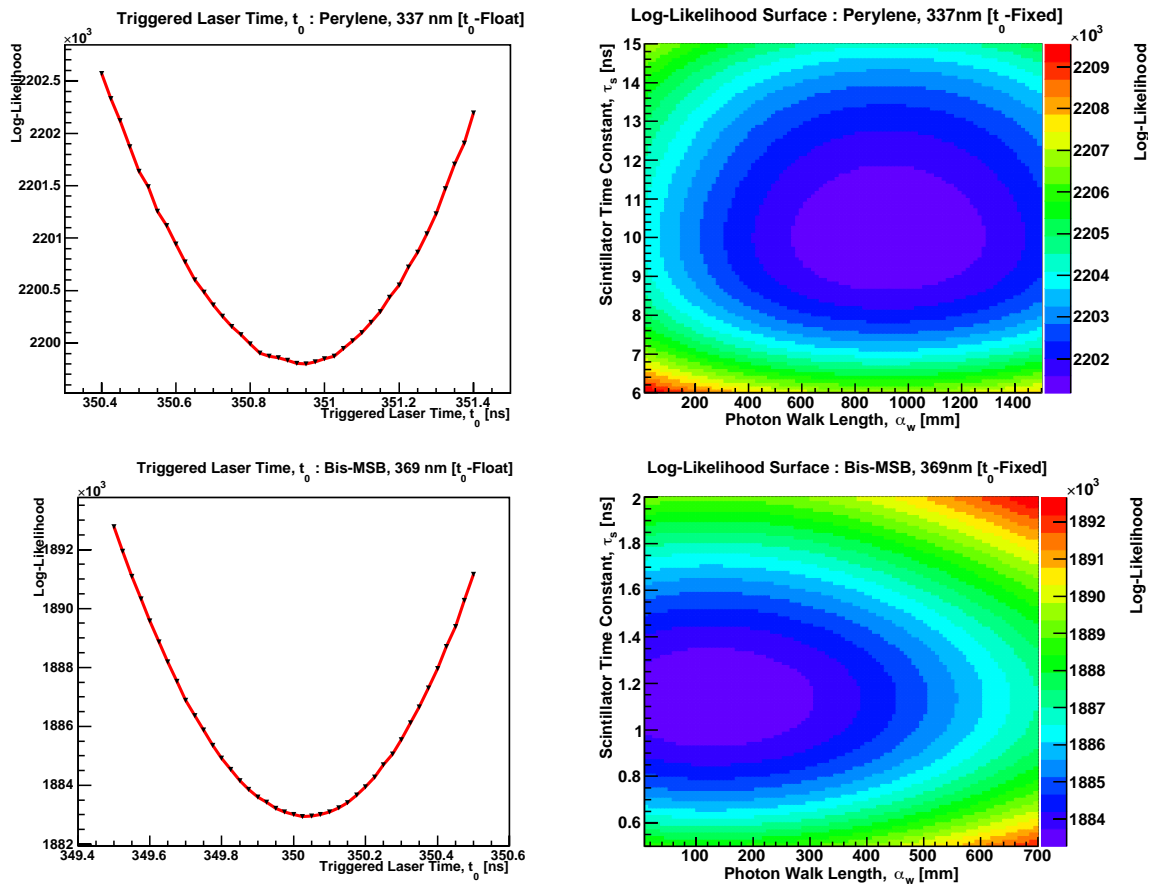 Triggered Laser Time, t0 : Perylene, 337 nm [t0-Float]
×10³
Log-Likelihood
2202.5
2202
2201.5
2201
2200.5
2200
350.4 350.6 350.8 351 351.2 351.4
Triggered Laser Time, t0 [ns]
Log-Likelihood Surface : Perylene, 337nm [t0-Fixed]
×10³
Scintillator Time Constant, τs [ns]
15
14
13
12
11
10
9
8
7
6
200 400 600 800 1000 1200 1400
Photon Walk Length, αw [mm]
Log-Likelihood
2209
2208
2207
2206
2205
2204
2203
2202
Triggered Laser Time, t0 : Bis-MSB, 369 nm [t0-Float]
×10³
Log-Likelihood
1892
1890
1888
1886
1884
1882
349.4 349.6 349.8 350 350.2 350.4 350.6
Triggered Laser Time, t0 [ns]
Log-Likelihood Surface : Bis-MSB, 369nm [t0-Fixed]
×10³
Scintillator Time Constant, τs [ns]
2
1.8
1.6
1.4
1.2
1
0.8
0.6
100 200 300 400 500 600 700
Photon Walk Length, αw [mm]
Log-Likelihood
1892
1891
1890
1889
1888
1887
1886
1885
1884